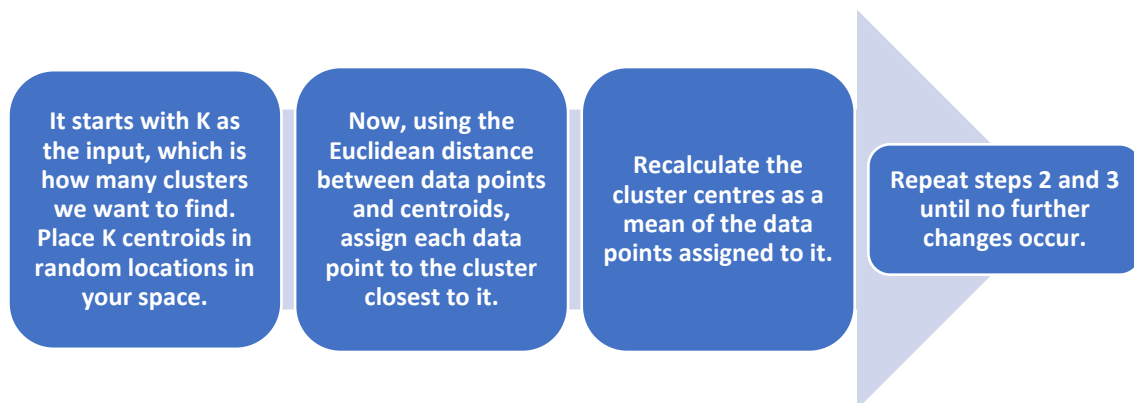 It starts with K as
the input, which is
how many clusters
we want to find.
Place K centroids in
random locations in
your space.
Now, using the
Euclidean distance
between data points
and centroids,
assign each data
point to the cluster
closest to it.
Recalculate the
cluster centres as a
mean of the data
points assigned to it.
Repeat steps 2 and 3
until no further
changes occur.